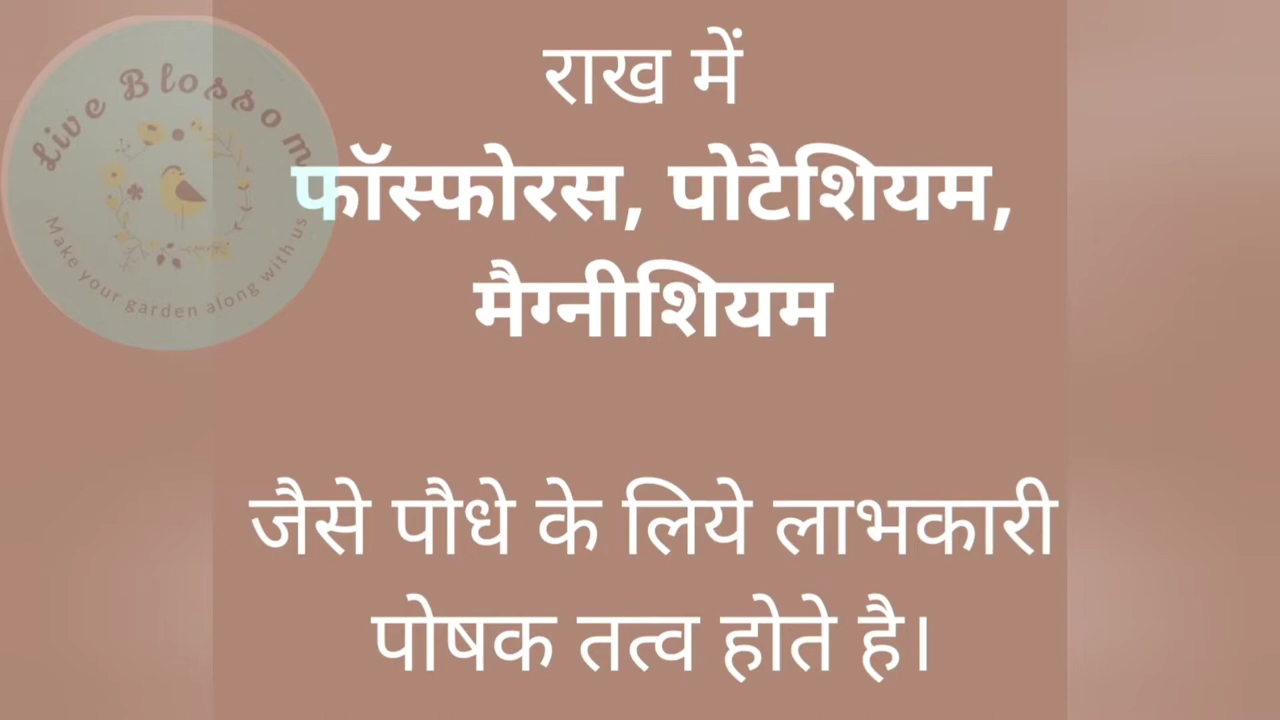 Live Blossom
Make your garden along with us
राख में
फॉस्फोरस, पोटैशियम,
मैग्नीशियम
जैसे पौधे के लिये लाभकारी
पोषक तत्व होते है।